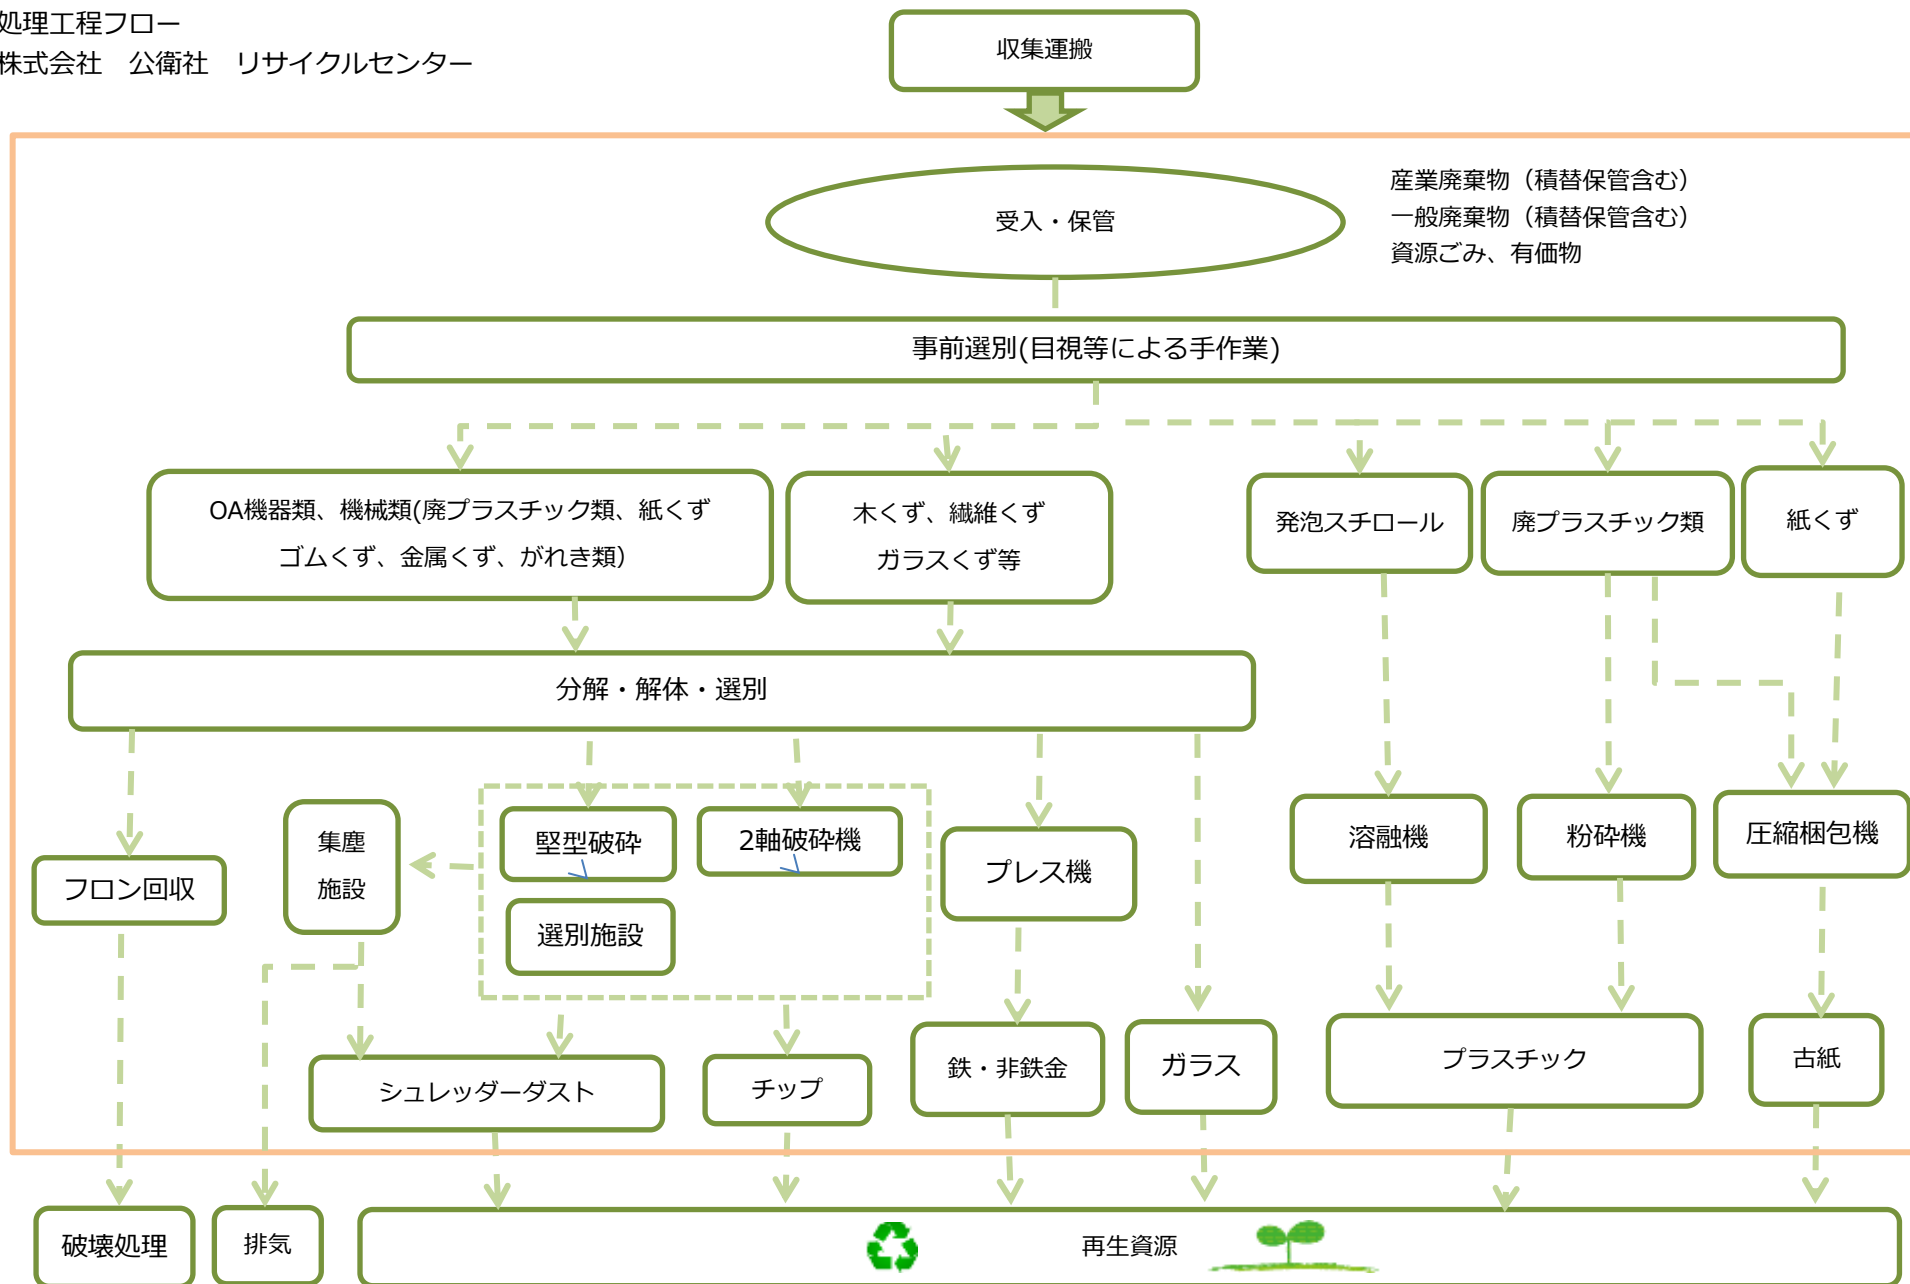 処理工程フロー
株式会社　公衛社　リサイクルセンター
収集運搬
受入・保管
産業廃棄物（積替保管含む）
一般廃棄物（積替保管含む）
資源ごみ、有価物
事前選別(目視等による手作業)
OA機器類、機械類(廃プラスチック類、紙くず
ゴムくず、金属くず、がれき類）
木くず、繊維くず
ガラスくず等
発泡スチロール
廃プラスチック類
紙くず
分解・解体・選別
フロン回収
集塵
施設
堅型破砕
2軸破砕機
選別施設
プレス機
溶融機
粉砕機
圧縮梱包機
シュレッダーダスト
チップ
鉄・非鉄金
ガラス
プラスチック
古紙
破壊処理
排気
再生資源